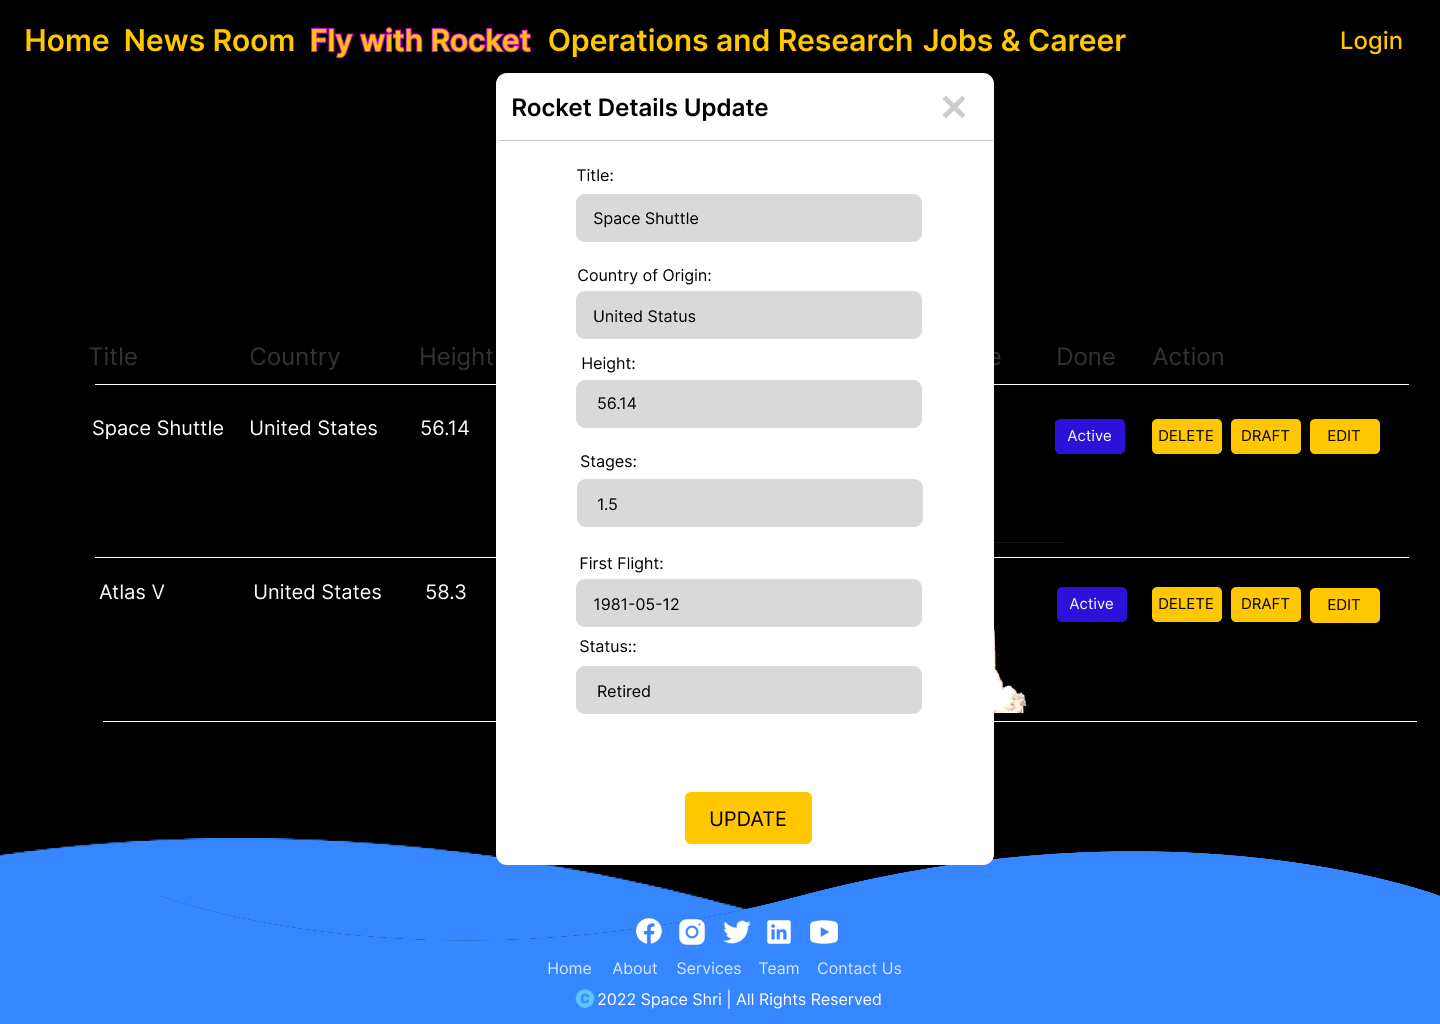 Home News Room Fly with Rocket Operations and Research Jobs & Career Login
Rocket Details Update
Title:
Space Shuttle
Country of Origin:
United Status
Height:
56.14
Stages:
1.5
First Flight:
1981-05-12
Status::
Retired
UPDATE
Title Country Height Done Action
Space Shuttle United States 56.14 Active DELETE DRAFT EDIT
Atlas V United States 58.3 Active DELETE DRAFT EDIT
Home About Services Team Contact Us
© 2022 Space Shri | All Rights Reserved